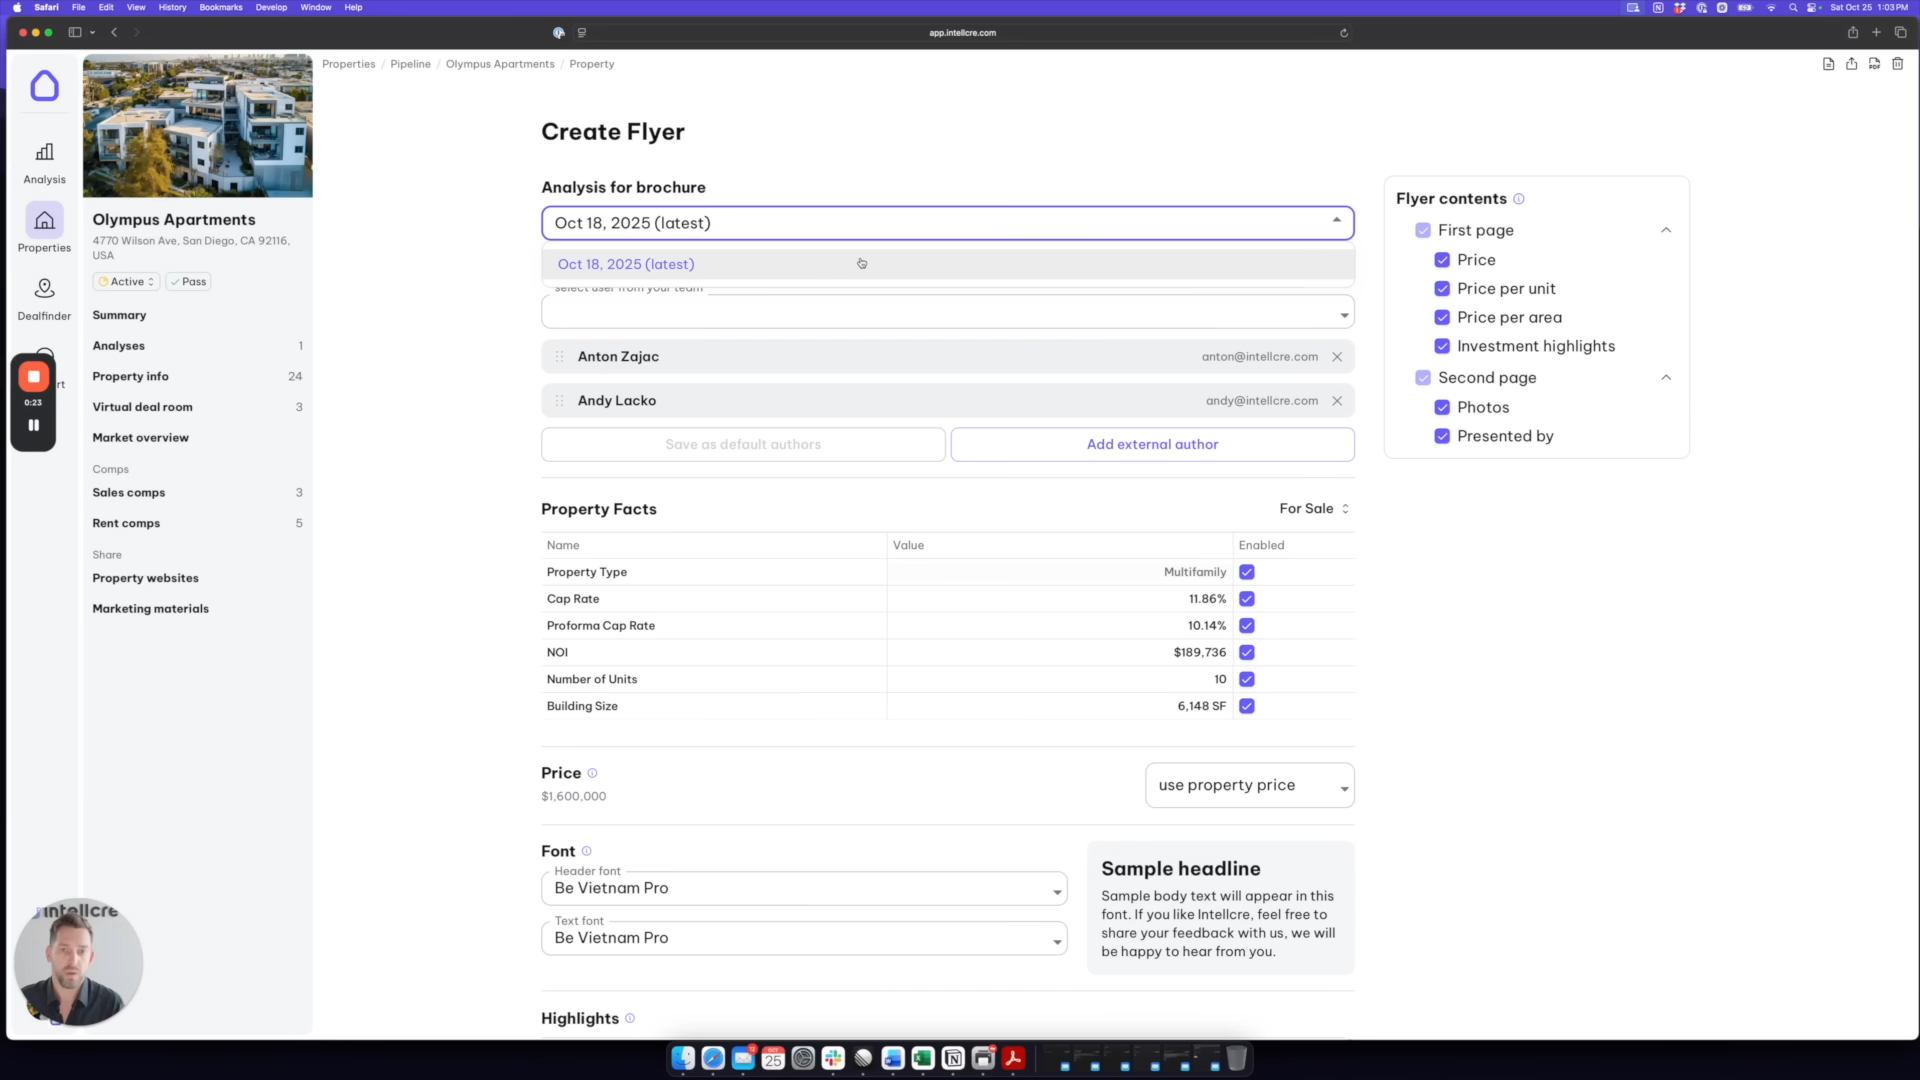 Safari File Edit View History Bookmarks Develop Window Help
Sat Oct 25 1:03 PM
app.intellcre.com
Properties / Pipeline / Olympus Apartments / Property
Analysis
Properties
Dealfinder
0:23
Olympus Apartments
4770 Wilson Ave, San Diego, CA 92116,
USA
Active
Pass
Summary
Analyses 1
Property info 24
Virtual deal room 3
Market overview
Comps
Sales comps 3
Rent comps 5
Share
Property websites
Marketing materials
intellcre
Create Flyer
Analysis for brochure
Oct 18, 2025 (latest)
Oct 18, 2025 (latest)
select user from your team
Anton Zajac anton@intellcre.com
Andy Lacko andy@intellcre.com
Save as default authors
Add external author
Property Facts For Sale
Name Value Enabled
Property Type Multifamily
Cap Rate 11.86%
Proforma Cap Rate 10.14%
NOI $189,736
Number of Units 10
Building Size 6,148 SF
Price
$1,600,000
use property price
Font
Header font
Be Vietnam Pro
Text font
Be Vietnam Pro
Sample headline
Sample body text will appear in this
font. If you like Intellcre, feel free to
share your feedback with us, we will
be happy to hear from you.
Highlights
Flyer contents
First page
Price
Price per unit
Price per area
Investment highlights
Second page
Photos
Presented by
PDF
OCT
25